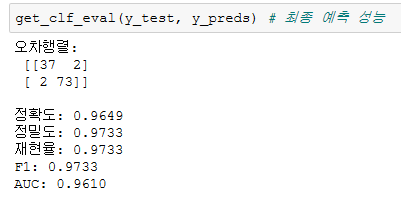 get_clf_eval(y_test, y_preds) # 최종 예측 성능
오차행렬:
[[37 2]
[ 2 73]]
정확도: 0.9649
정밀도: 0.9733
재현율: 0.9733
F1: 0.9733
AUC: 0.9610